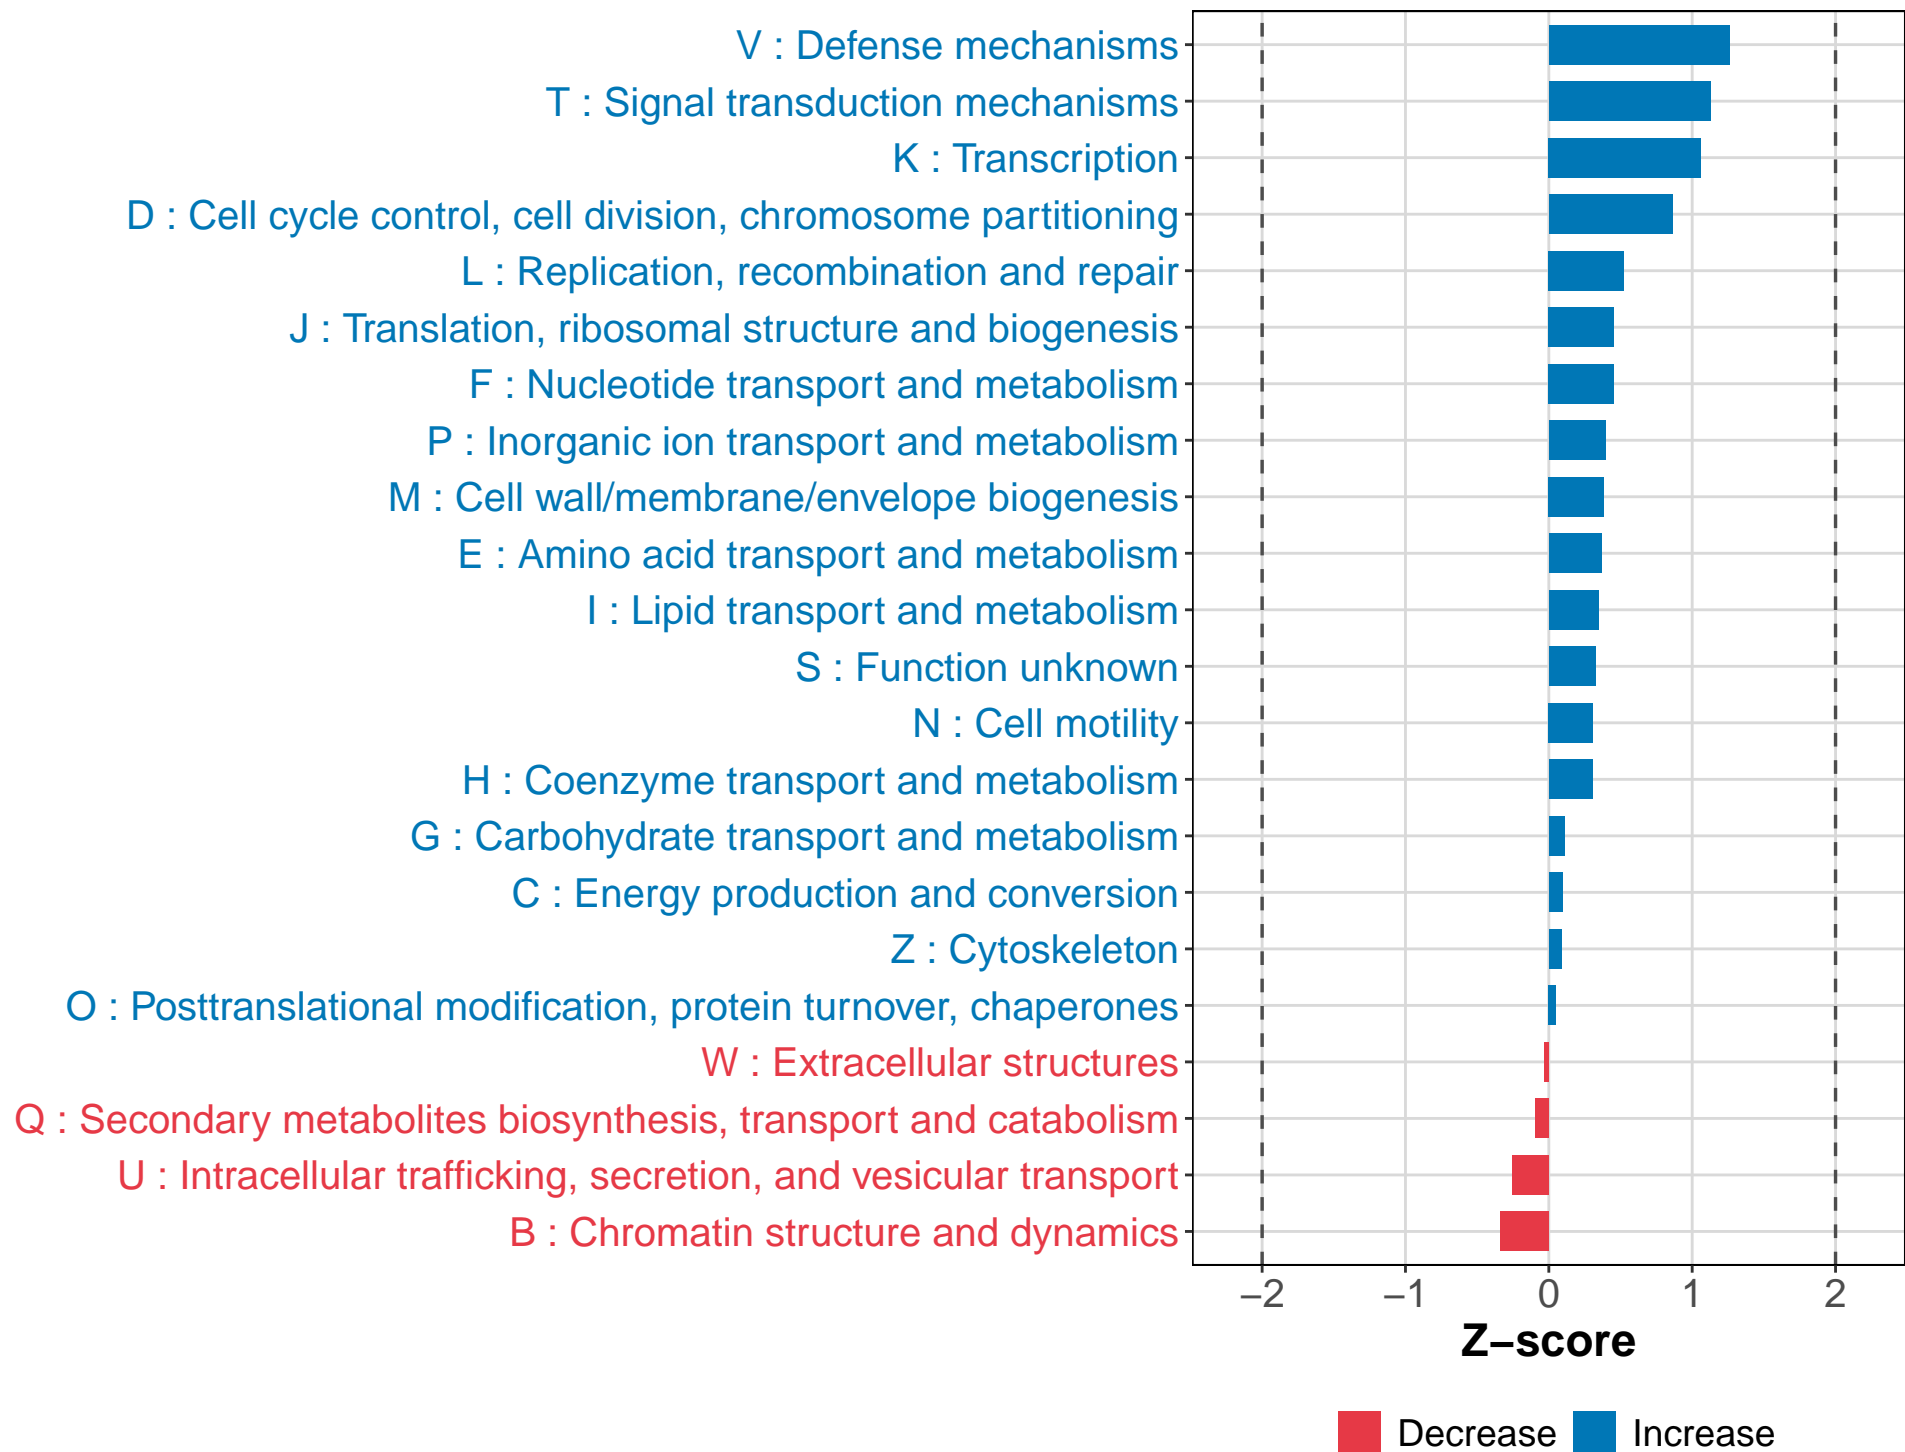 V : Defense mechanisms
T : Signal transduction mechanisms
K : Transcription
D : Cell cycle control, cell division, chromosome partitioning
L : Replication, recombination and repair
J : Translation, ribosomal structure and biogenesis
F : Nucleotide transport and metabolism
P : Inorganic ion transport and metabolism
M : Cell wall/membrane/envelope biogenesis
E : Amino acid transport and metabolism
I : Lipid transport and metabolism
S : Function unknown
N : Cell motility
H : Coenzyme transport and metabolism
G : Carbohydrate transport and metabolism
C : Energy production and conversion
Z : Cytoskeleton
O : Posttranslational modification, protein turnover, chaperones
W : Extracellular structures
Q : Secondary metabolites biosynthesis, transport and catabolism
U : Intracellular trafficking, secretion, and vesicular transport
B : Chromatin structure and dynamics
−2 −1 0 1 2
Z−score
Decrease Increase